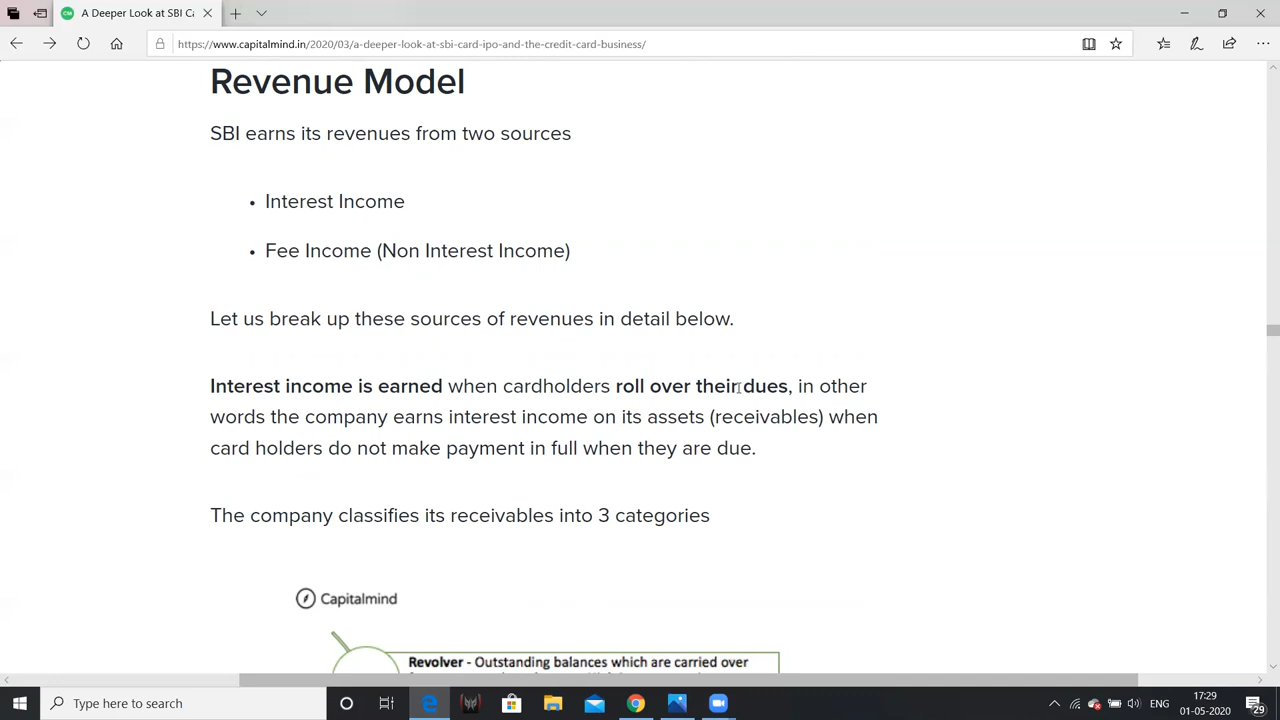 A Deeper Look at SBI Ca
https://www.capitalmind.in/2020/03/a-deeper-look-at-sbi-card-ipo-and-the-credit-card-business/
Revenue Model
SBI earns its revenues from two sources
• Interest Income
• Fee Income (Non Interest Income)
Let us break up these sources of revenues in detail below.
Interest income is earned when cardholders roll over their dues, in other
words the company earns interest income on its assets (receivables) when
card holders do not make payment in full when they are due.
The company classifies its receivables into 3 categories
Capitalmind
Revolver - Outstanding balances which are carried over
Type here to search
ENG
17:29
01-05-2020
29